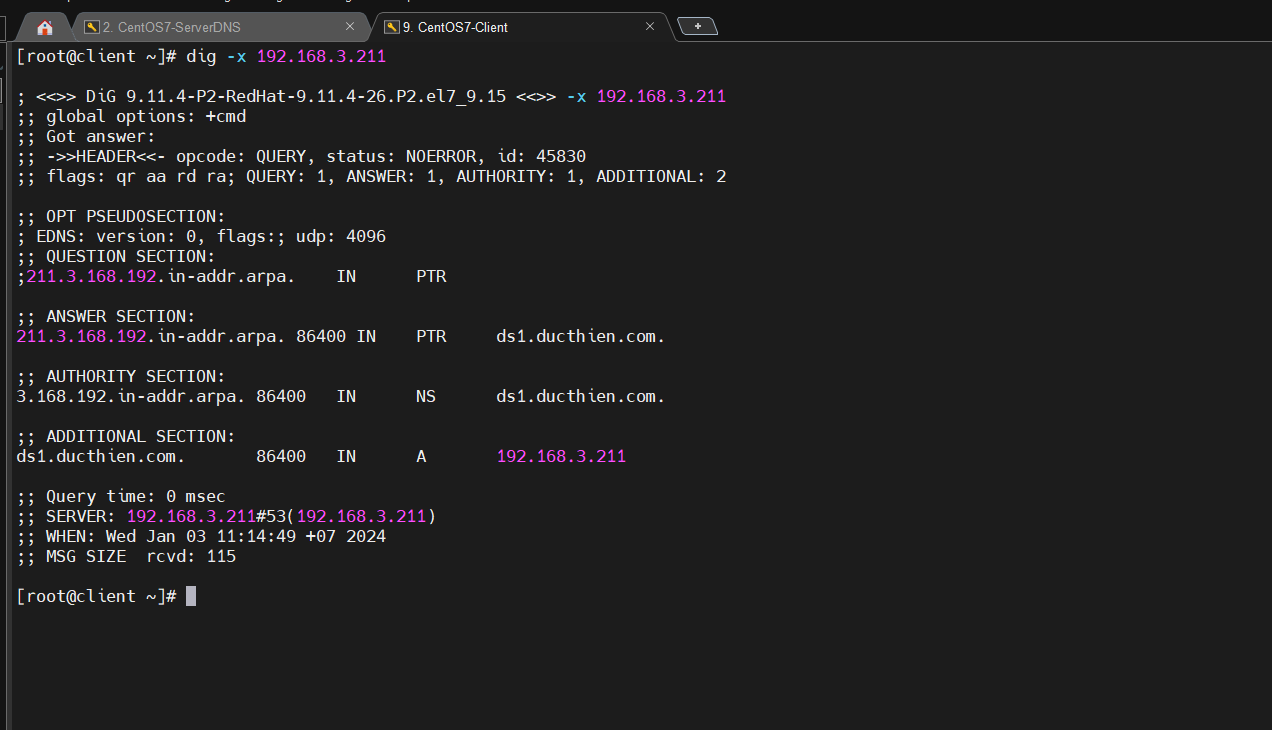 2. CentOS7-ServerDNS
9. CentOS7-Client
[root@client ~]# dig -x 192.168.3.211
; <<>> DiG 9.11.4-P2-RedHat-9.11.4-26.P2.el7_9.15 <<>> -x 192.168.3.211
;; global options: +cmd
;; Got answer:
;; ->>HEADER<<- opcode: QUERY, status: NOERROR, id: 45830
;; flags: qr aa rd ra; QUERY: 1, ANSWER: 1, AUTHORITY: 1, ADDITIONAL: 2
;; OPT PSEUDOSECTION:
; EDNS: version: 0, flags:; udp: 4096
;; QUESTION SECTION:
;211.3.168.192.in-addr.arpa. IN PTR
;; ANSWER SECTION:
211.3.168.192.in-addr.arpa. 86400 IN PTR ds1.ducthien.com.
;; AUTHORITY SECTION:
3.168.192.in-addr.arpa. 86400 IN NS ds1.ducthien.com.
;; ADDITIONAL SECTION:
ds1.ducthien.com. 86400 IN A 192.168.3.211
;; Query time: 0 msec
;; SERVER: 192.168.3.211#53(192.168.3.211)
;; WHEN: Wed Jan 03 11:14:49 +07 2024
;; MSG SIZE rcvd: 115
[root@client ~]#